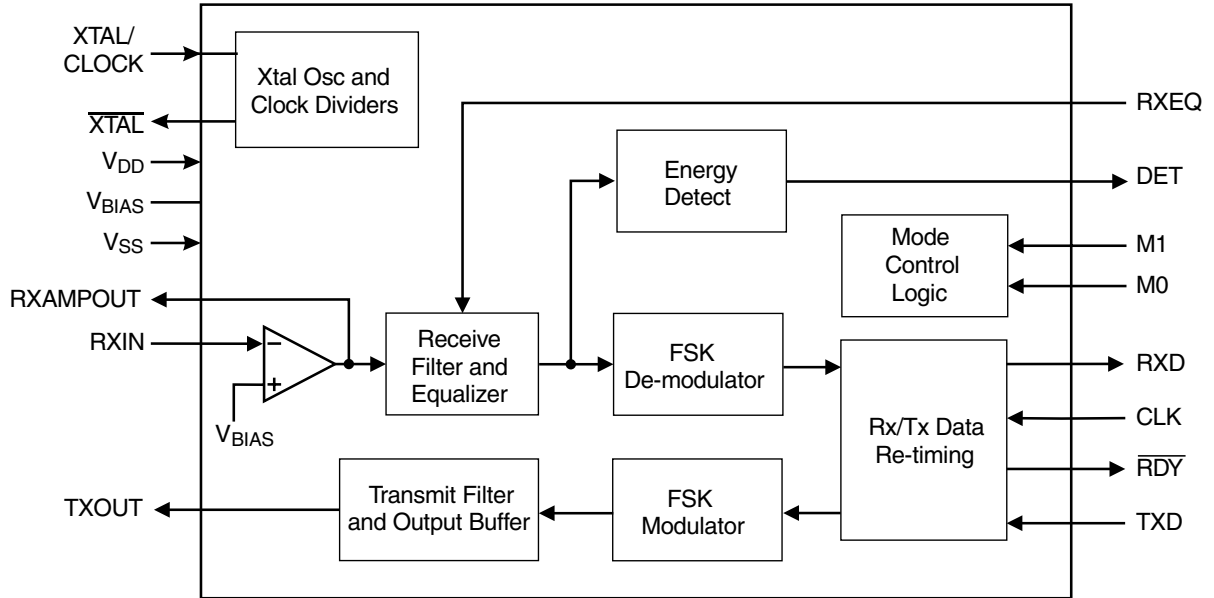 XTAL/
CLOCK
XTAL
VDD
VBIAS
VSS
RXAMPOUT
RXIN
TXOUT
Xtal Osc and
Clock Dividers
−
+
VBIAS
Receive
Filter and
Equalizer
Transmit Filter
and Output Buffer
Energy
Detect
FSK
De-modulator
FSK
Modulator
Mode
Control
Logic
Rx/Tx Data
Re-timing
RXEQ
DET
M1
M0
RXD
CLK
RDY
TXD